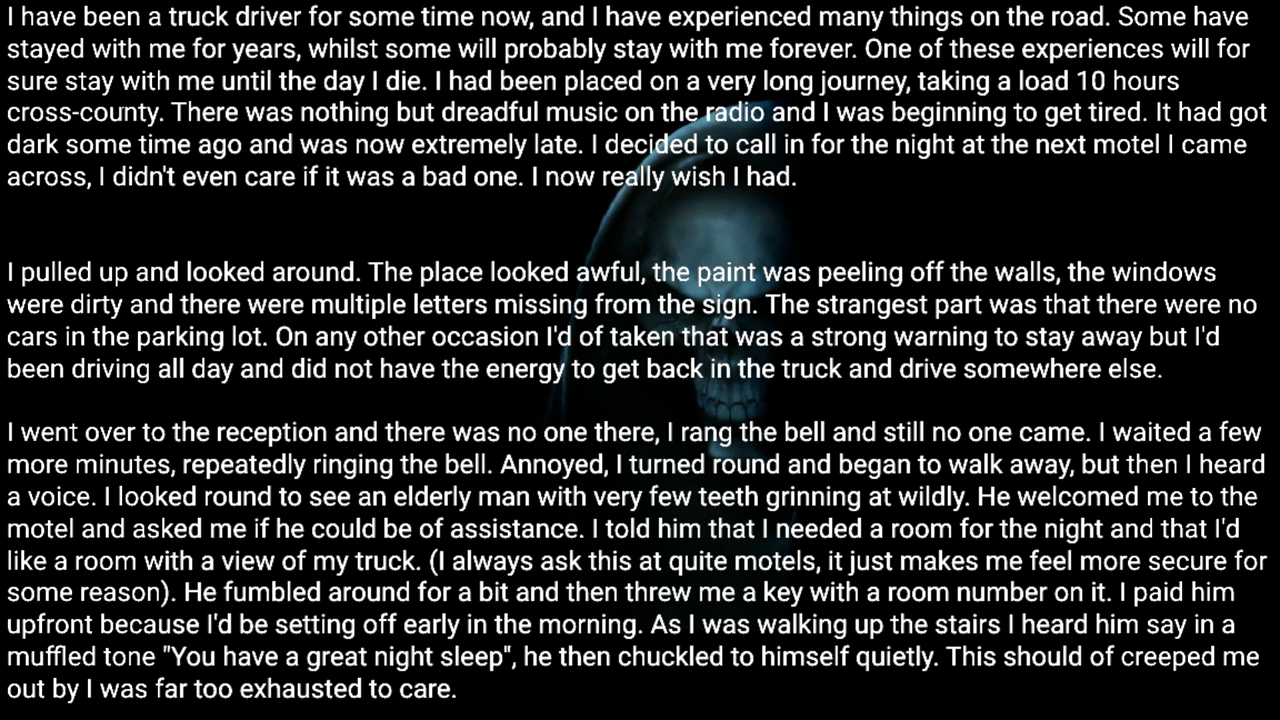 I have been a truck driver for some time now, and I have experienced many things on the road. Some have
stayed with me for years, whilst some will probably stay with me forever. One of these experiences will for
sure stay with me until the day I die. I had been placed on a very long journey, taking a load 10 hours
cross-county. There was nothing but dreadful music on the radio and I was beginning to get tired. It had got
dark some time ago and was now extremely late. I decided to call in for the night at the next motel I came
across, I didn't even care if it was a bad one. I now really wish I had.
I pulled up and looked around. The place looked awful, the paint was peeling off the walls, the windows
were dirty and there were multiple letters missing from the sign. The strangest part was that there were no
cars in the parking lot. On any other occasion I'd of taken that was a strong warning to stay away but I'd
been driving all day and did not have the energy to get back in the truck and drive somewhere else.
I went over to the reception and there was no one there, I rang the bell and still no one came. I waited a few
more minutes, repeatedly ringing the bell. Annoyed, I turned round and began to walk away, but then I heard
a voice. I looked round to see an elderly man with very few teeth grinning at wildly. He welcomed me to the
motel and asked me if he could be of assistance. I told him that I needed a room for the night and that I'd
like a room with a view of my truck. (I always ask this at quite motels, it just makes me feel more secure for
some reason). He fumbled around for a bit and then threw me a key with a room number on it. I paid him
upfront because I'd be setting off early in the morning. As I was walking up the stairs I heard him say in a
muffled tone "You have a great night sleep", he then chuckled to himself quietly. This should of creeped me
out by I was far too exhausted to care.